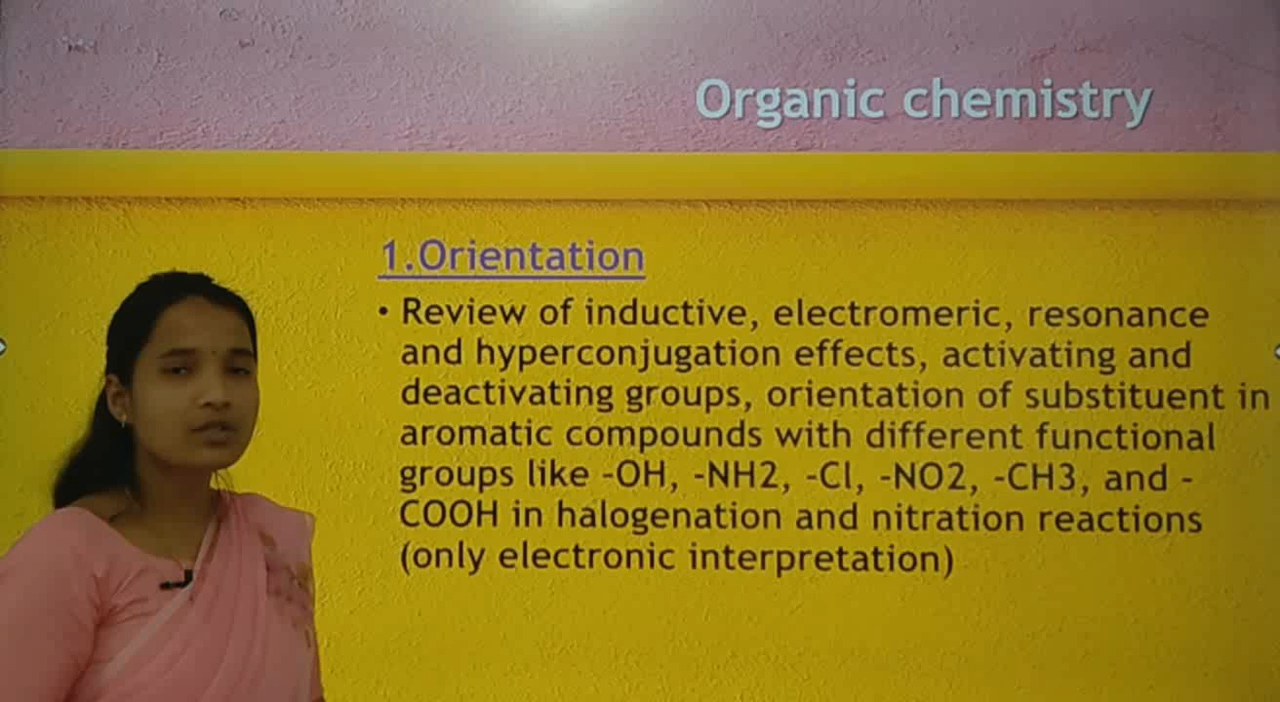 Organic chemistry
1.Orientation
• Review of inductive, electromeric, resonance
and hyperconjugation effects, activating and
deactivating groups, orientation of substituent in
aromatic compounds with different functional
groups like -OH, -NH2, -Cl, -NO2, -CH3, and -
COOH in halogenation and nitration reactions
(only electronic interpretation)